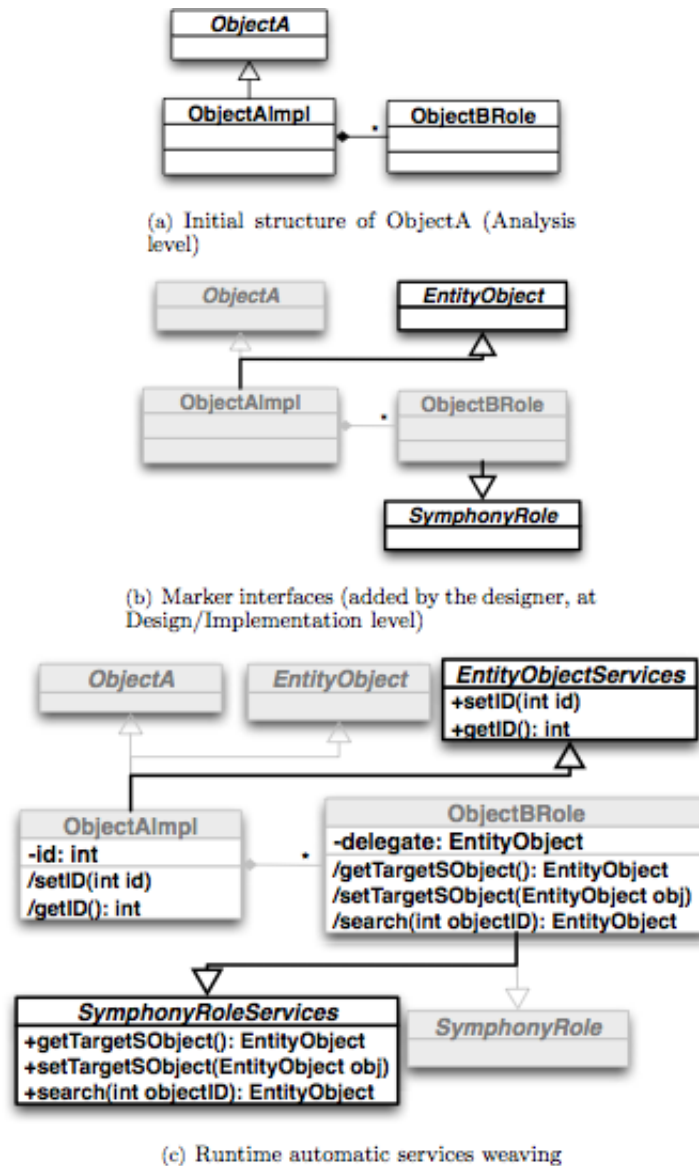 ObjectA
ObjectAImpl
ObjectBRole
*
(a) Initial structure of ObjectA (Analysis
level)
ObjectA
EntityObject
ObjectAImpl
ObjectBRole
*
SymphonyRole
(b) Marker interfaces (added by the designer, at
Design/Implementation level)
ObjectA
EntityObject
EntityObjectServices
+setID(int id)
+getID(): int
ObjectAImpl
-id: int
/setID(int id)
/getID(): int
*
ObjectBRole
-delegate: EntityObject
/getTargetSObject(): EntityObject
/setTargetSObject(EntityObject obj)
/search(int objectID): EntityObject
SymphonyRoleServices
+getTargetSObject(): EntityObject
+setTargetSObject(EntityObject obj)
+search(int objectID): EntityObject
SymphonyRole
(c) Runtime automatic services weaving